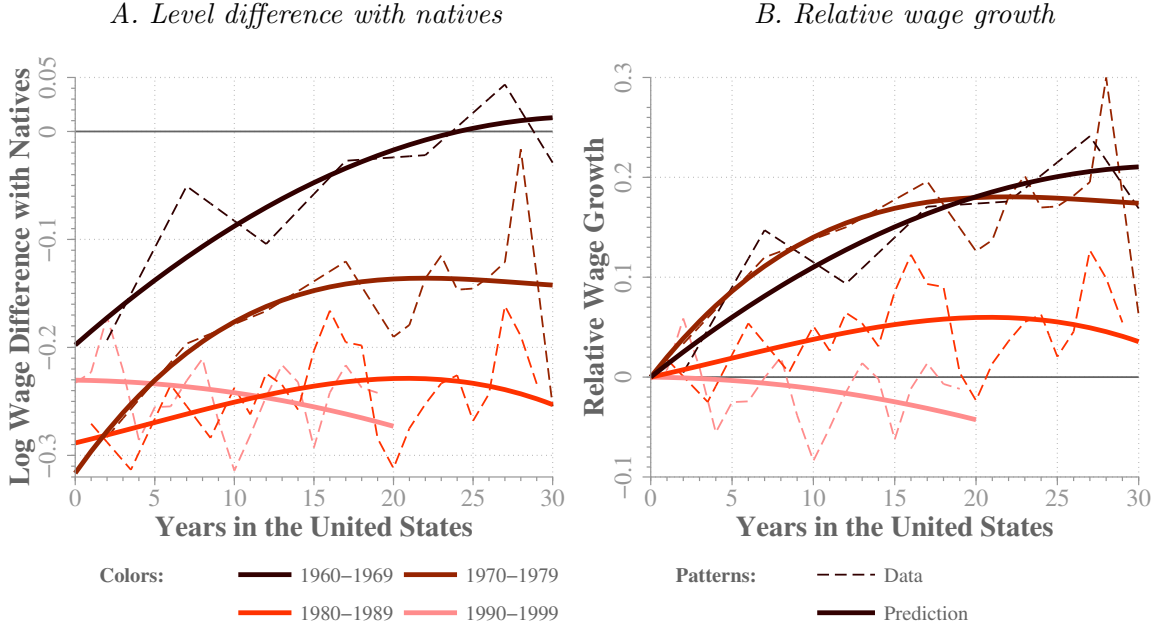 A. Level difference with natives
B. Relative wage growth
Log Wage Difference with Natives
0.05
0
−0.1
−0.2
−0.3
0 5 10 15 20 25 30
Years in the United States
Relative Wage Growth
0.3
0.2
0.1
0
−0.1
0 5 10 15 20 25 30
Years in the United States
Colors:
1960−1969
1970−1979
1980−1989
1990−1999
Patterns:
Data
Prediction